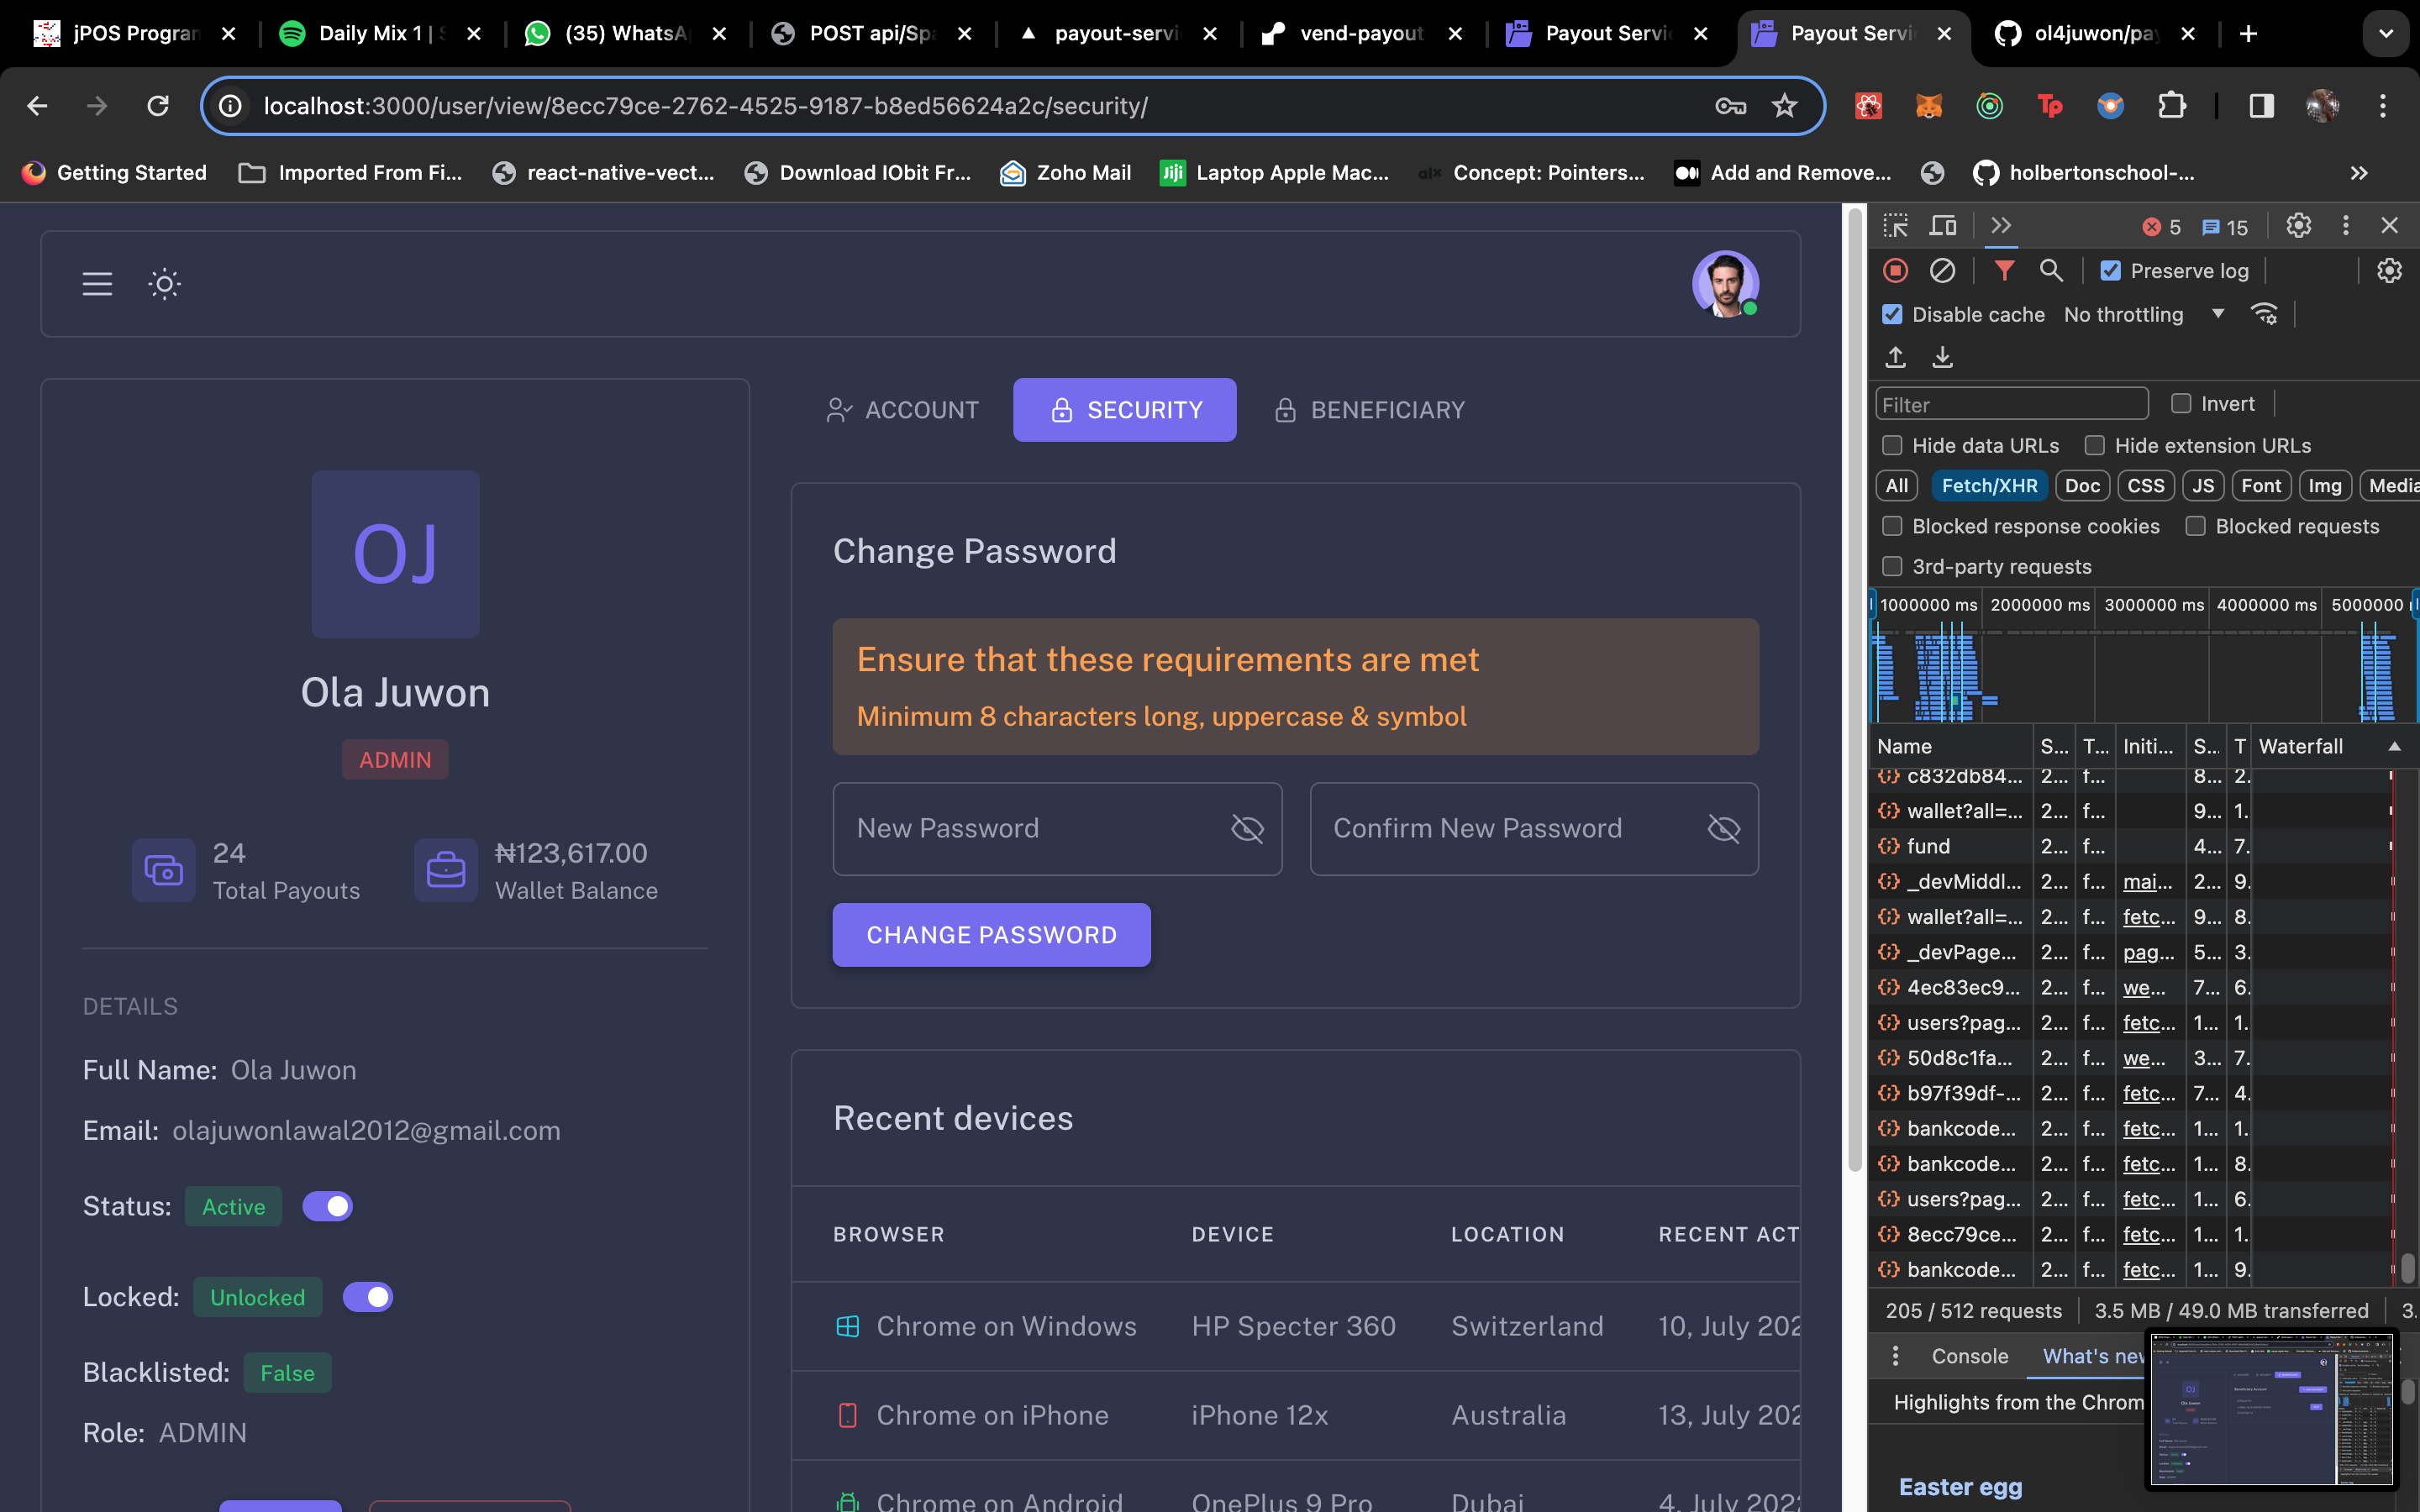 jPOS Progran
Daily Mix 1 | S
(35) WhatsA
POST api/Spa
payout-servi
vend-payout
Payout Servi
Payout Servi
ol4juwon/pay
localhost:3000/user/view/8ecc79ce-2762-4525-9187-b8ed56624a2c/security/
Getting Started
Imported From Fi...
react-native-vect...
Download IObit Fr...
Zoho Mail
Laptop Apple Mac...
Concept: Pointers...
Add and Remove...
holbertonschool-...
ACCOUNT
SECURITY
BENEFICIARY
OJ
Ola Juwon
ADMIN
24
Total Payouts
₦123,617.00
Wallet Balance
DETAILS
Full Name: Ola Juwon
Email: olajuwonlawal2012@gmail.com
Status: Active
Locked: Unlocked
Blacklisted: False
Role: ADMIN
Change Password
Ensure that these requirements are met
Minimum 8 characters long, uppercase & symbol
New Password
Confirm New Password
CHANGE PASSWORD
Recent devices
BROWSER DEVICE LOCATION RECENT ACT
Chrome on Windows HP Specter 360 Switzerland 10, July 202
Chrome on iPhone iPhone 12x Australia 13, July 202
Chrome on Android OnePlus 9 Pro Dubai 4, July 2022
5 15
Preserve log
Disable cache No throttling
Filter
Invert
Hide data URLs Hide extension URLs
All Fetch/XHR Doc CSS JS Font Img Media
Blocked response cookies Blocked requests
3rd-party requests
1000000 ms 2000000 ms 3000000 ms 4000000 ms 5000000
Name S... T... Initi... S... T Waterfall
c832db84... 2... f... 8... 2.
wallet?all=... 2... f... 9... 1.
fund 2... f... 4... 7.
_devMiddl... 2... f... mai... 2... 9.
wallet?all=... 2... f... fetc... 9... 8.
_devPage... 2... f... pag... 5... 3.
4ec83ec9... 2... f... we... 7... 6.
users?pag... 2... f... fetc... 1... 1.
50d8c1fa... 2... f... we... 3... 7.
b97f39df-... 2... f... fetc... 7... 4.
bankcode... 2... f... fetc... 1... 1.
bankcode... 2... f... fetc... 1... 8.
users?pag... 2... f... fetc... 1... 6.
8ecc79ce... 2... f... fetc... 1... 1.
bankcode... 2... f... fetc... 1... 9.
205 / 512 requests 3.5 MB / 49.0 MB transferred 3.
Console What's new
Highlights from the Chrom
Easter egg